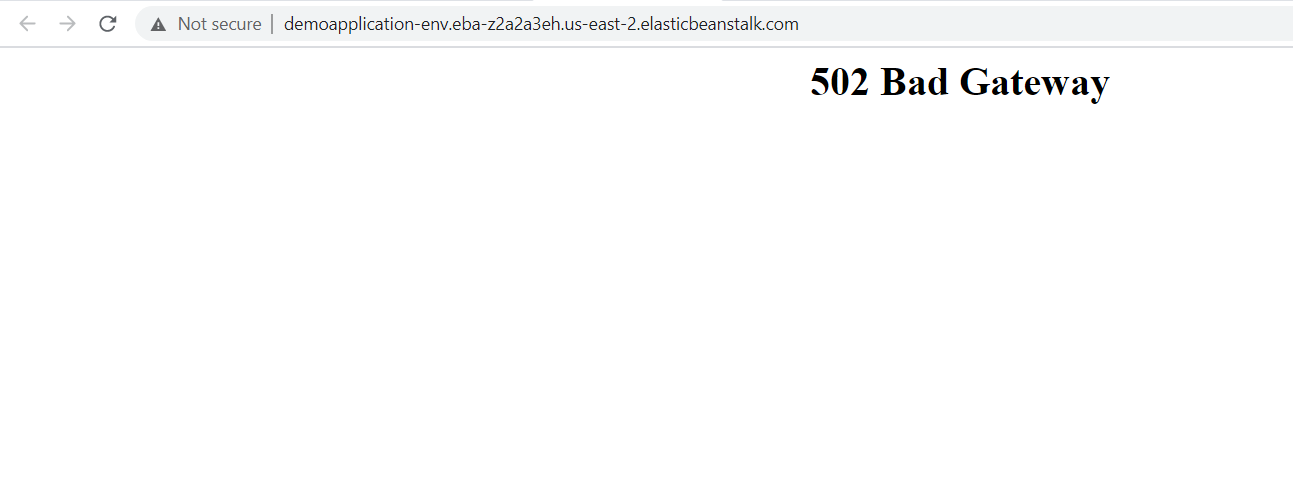 Not secure | demoapplication-env.eba-z2a2a3eh.us-east-2.elasticbeanstalk.com
502 Bad Gateway